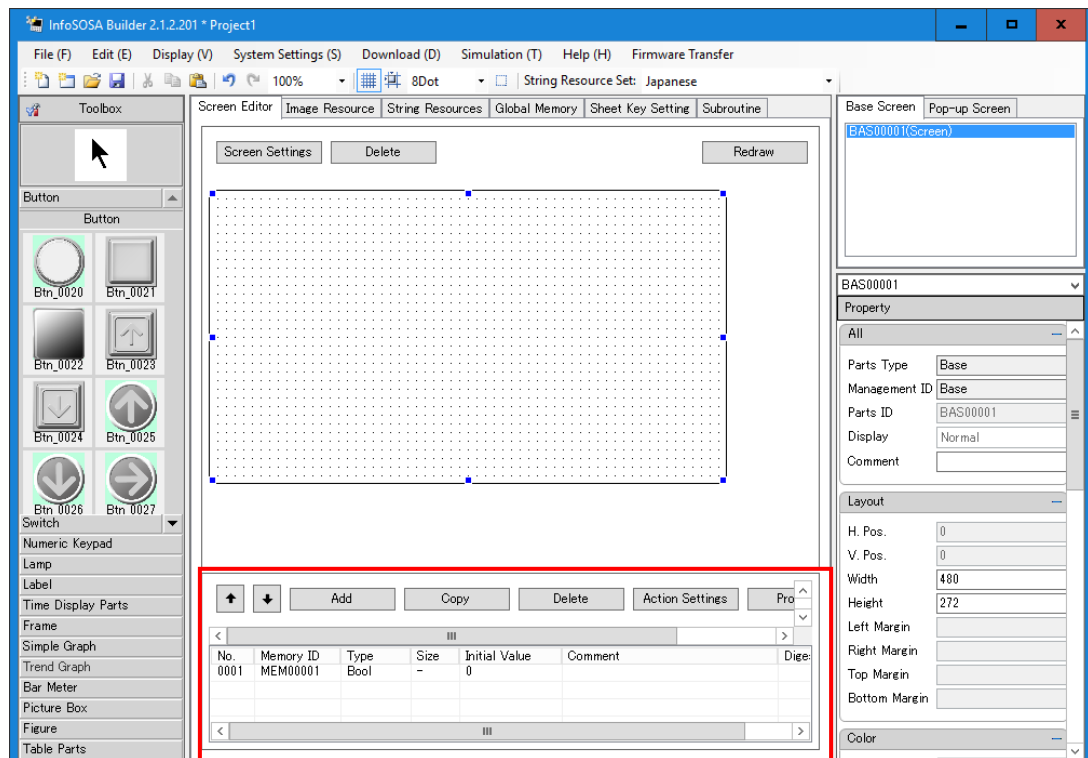 InfoSOSA Builder 2.1.2.201 * Project1
File (F) Edit (E) Display (V) System Settings (S) Download (D) Simulation (T) Help (H) Firmware Transfer
100% 8Dot String Resource Set: Japanese
Toolbox
Button
Button
Btn_0020 Btn_0021
Btn_0022 Btn_0023
Btn_0024 Btn_0025
Btn_0026 Btn_0027
Switch
Numeric Keypad
Lamp
Label
Time Display Parts
Frame
Simple Graph
Trend Graph
Bar Meter
Picture Box
Figure
Table Parts
Screen Editor Image Resource String Resources Global Memory Sheet Key Setting Subroutine
Screen Settings Delete Redraw
Add Copy Delete Action Settings Pro
No. Memory ID Type Size Initial Value Comment Dige
0001 MEM00001 Bool - 0
Base Screen Pop-up Screen
BAS00001(Screen)
BAS00001
Property
All
Parts Type Base
Management ID Base
Parts ID BAS00001
Display Normal
Comment
Layout
H. Pos. 0
V. Pos. 0
Width 480
Height 272
Left Margin
Right Margin
Top Margin
Bottom Margin
Color